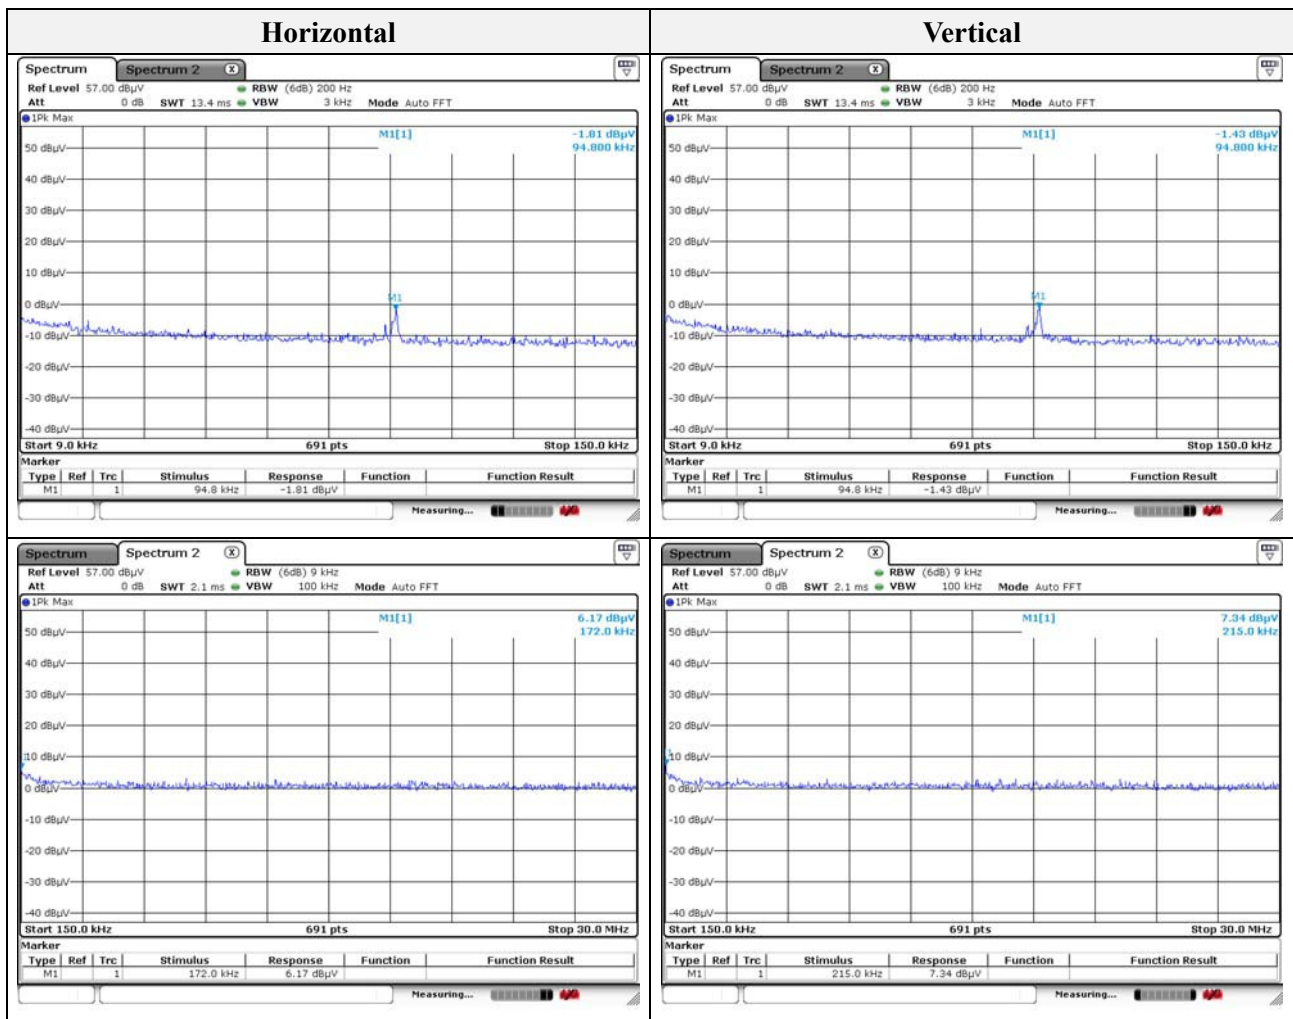 Horizontal
Vertical
Spectrum Spectrum 2 X
Ref Level 57.00 dBµV RBW (6dB) 200 Hz
Att 0 dB SWT 13.4 ms VBW 3 kHz Mode Auto FFT
1Pk Max
M1[1] -1.81 dBµV
94.800 kHz
50 dBµV
40 dBµV
30 dBµV
20 dBµV
10 dBµV
M1
0 dBµV
-10 dBµV
-20 dBµV
-30 dBµV
-40 dBµV
Start 9.0 kHz 691 pts Stop 150.0 kHz
Marker
Type Ref Trc Stimulus Response Function Function Result
M1 1 94.8 kHz -1.81 dBµV
Measuring...
Spectrum Spectrum 2 X
Ref Level 57.00 dBµV RBW (6dB) 200 Hz
Att 0 dB SWT 13.4 ms VBW 3 kHz Mode Auto FFT
1Pk Max
M1[1] -1.43 dBµV
94.800 kHz
50 dBµV
40 dBµV
30 dBµV
20 dBµV
10 dBµV
M1
0 dBµV
-10 dBµV
-20 dBµV
-30 dBµV
-40 dBµV
Start 9.0 kHz 691 pts Stop 150.0 kHz
Marker
Type Ref Trc Stimulus Response Function Function Result
M1 1 94.8 kHz -1.43 dBµV
Measuring...
Spectrum Spectrum 2 X
Ref Level 57.00 dBµV RBW (6dB) 9 kHz
Att 0 dB SWT 2.1 ms VBW 100 kHz Mode Auto FFT
1Pk Max
M1[1] 6.17 dBµV
172.0 kHz
50 dBµV
40 dBµV
30 dBµV
20 dBµV
10 dBµV
0 dBµV
-10 dBµV
-20 dBµV
-30 dBµV
-40 dBµV
Start 150.0 kHz 691 pts Stop 30.0 MHz
Marker
Type Ref Trc Stimulus Response Function Function Result
M1 1 172.0 kHz 6.17 dBµV
Measuring...
Spectrum Spectrum 2 X
Ref Level 57.00 dBµV RBW (6dB) 9 kHz
Att 0 dB SWT 2.1 ms VBW 100 kHz Mode Auto FFT
1Pk Max
M1[1] 7.34 dBµV
215.0 kHz
50 dBµV
40 dBµV
30 dBµV
20 dBµV
10 dBµV
0 dBµV
-10 dBµV
-20 dBµV
-30 dBµV
-40 dBµV
Start 150.0 kHz 691 pts Stop 30.0 MHz
Marker
Type Ref Trc Stimulus Response Function Function Result
M1 1 215.0 kHz 7.34 dBµV
Measuring...